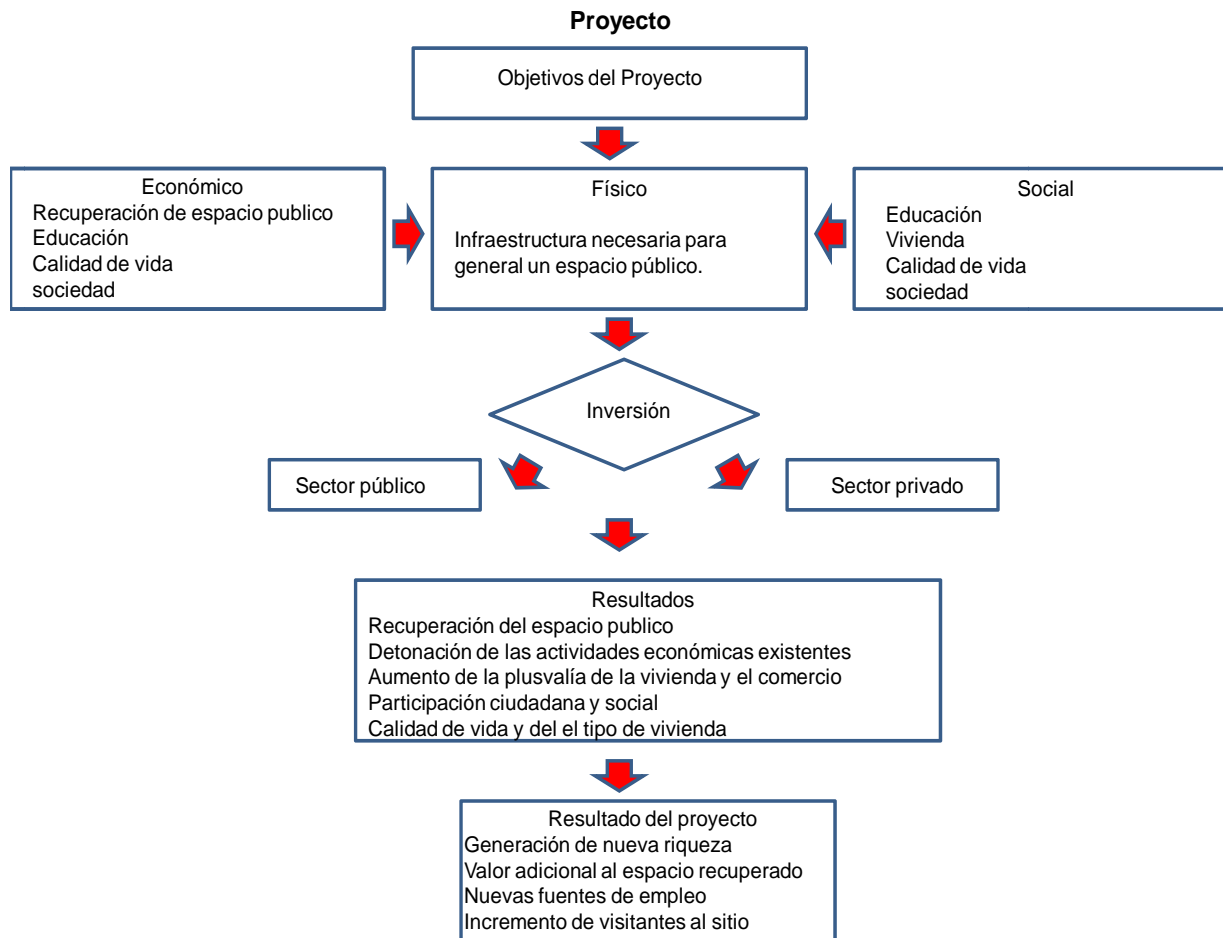 Proyecto
Objetivos del Proyecto
Económico
Recuperación de espacio publico
Educación
Calidad de vida
sociedad
Físico
Infraestructura necesaria para
general un espacio público.
Social
Educación
Vivienda
Calidad de vida
sociedad
Inversión
Sector público
Sector privado
Resultados
Recuperación del espacio publico
Detonación de las actividades económicas existentes
Aumento de la plusvalía de la vivienda y el comercio
Participación ciudadana y social
Calidad de vida y del el tipo de vivienda
Resultado del proyecto
Generación de nueva riqueza
Valor adicional al espacio recuperado
Nuevas fuentes de empleo
Incremento de visitantes al sitio